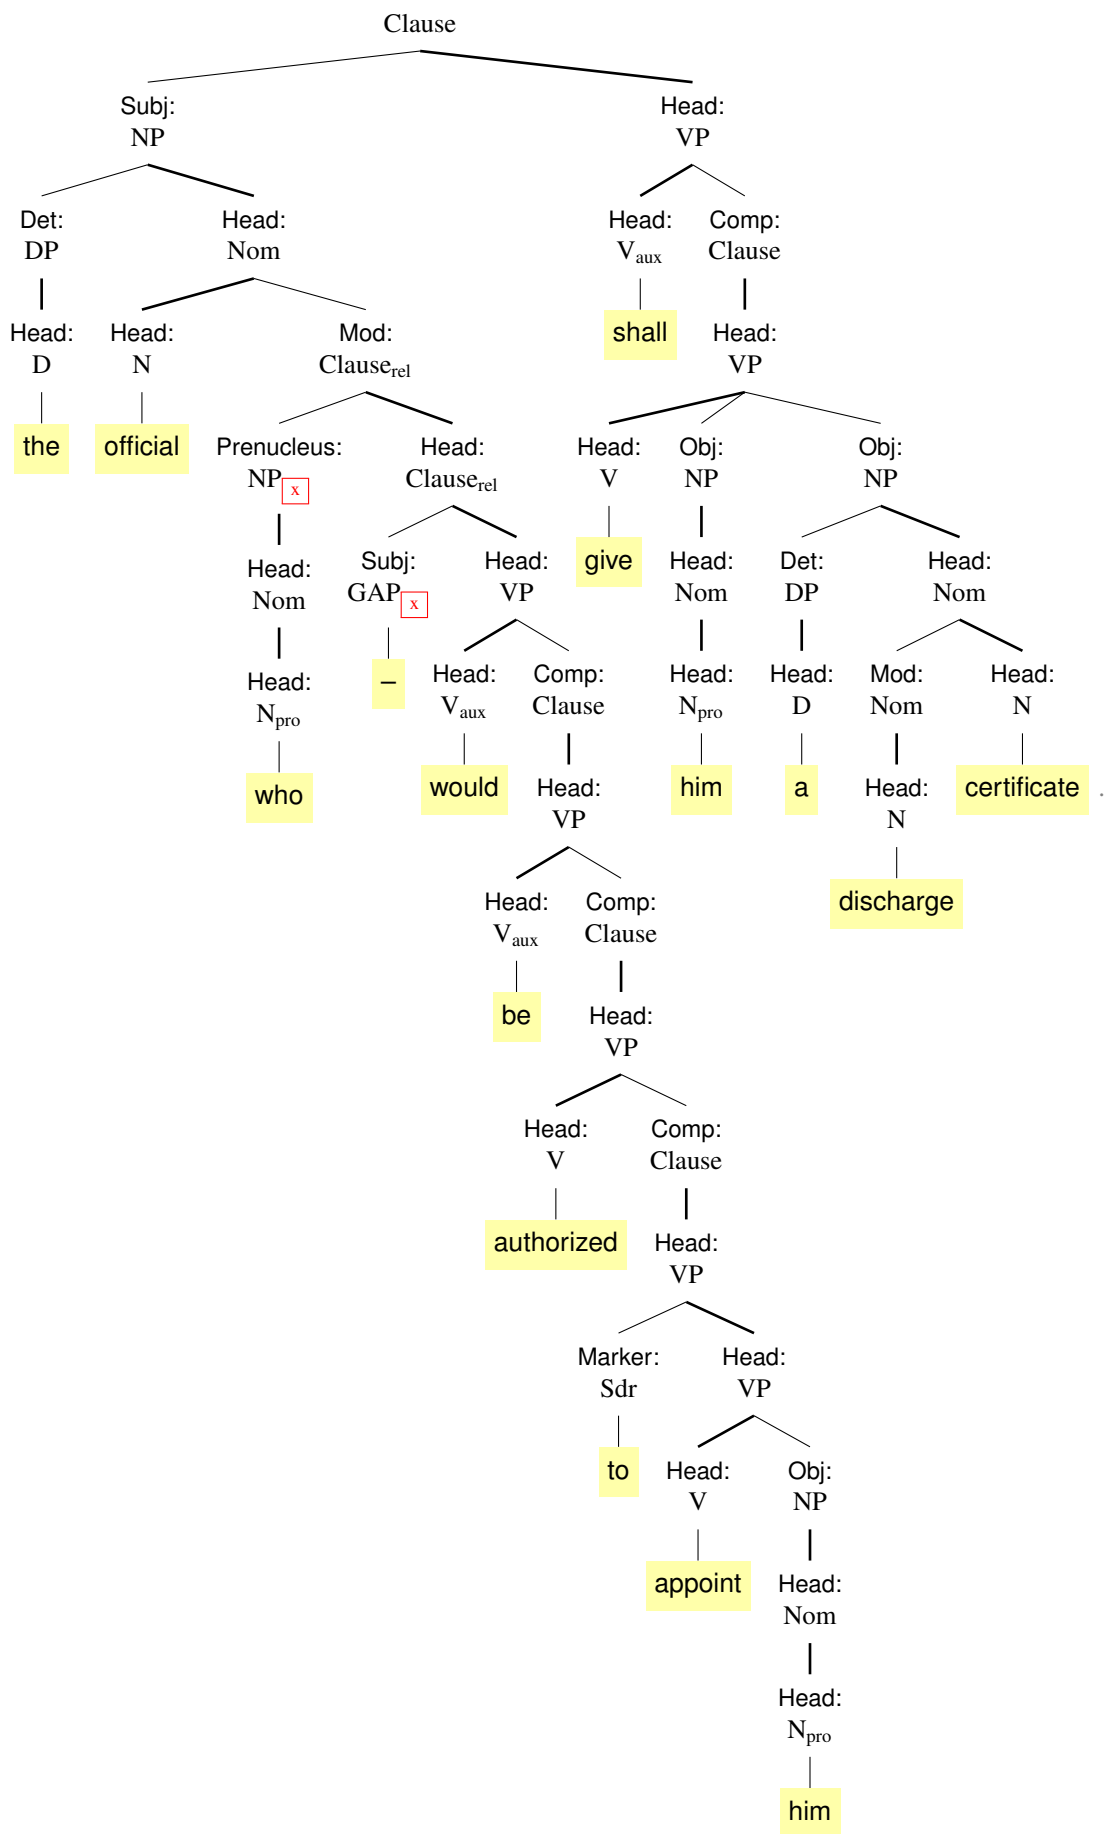 Clause
Subj: Head:
NP VP
Det: Head: Head: Comp:
DP Nom Vaux Clause
Head: Head: Mod: shall Head:
D N Clauserel VP
the official Prenucleus: Head: Head: Obj: Obj:
NP x Clauserel V NP NP
Subj: Head: give Head: Det: Head:
Head: GAP x VP Nom DP Nom
Nom
– Head: Comp: Head: Head: Mod: Head:
Head: Vaux Clause Npro D Nom N
Npro
who would Head: him a Head: certificate .
VP N
Head: Comp: discharge
Vaux Clause
be Head:
VP
Head: Comp:
V Clause
authorized Head:
VP
Marker: Head:
Sdr VP
to Head: Obj:
V NP
appoint Head:
Nom
Head:
Npro
him